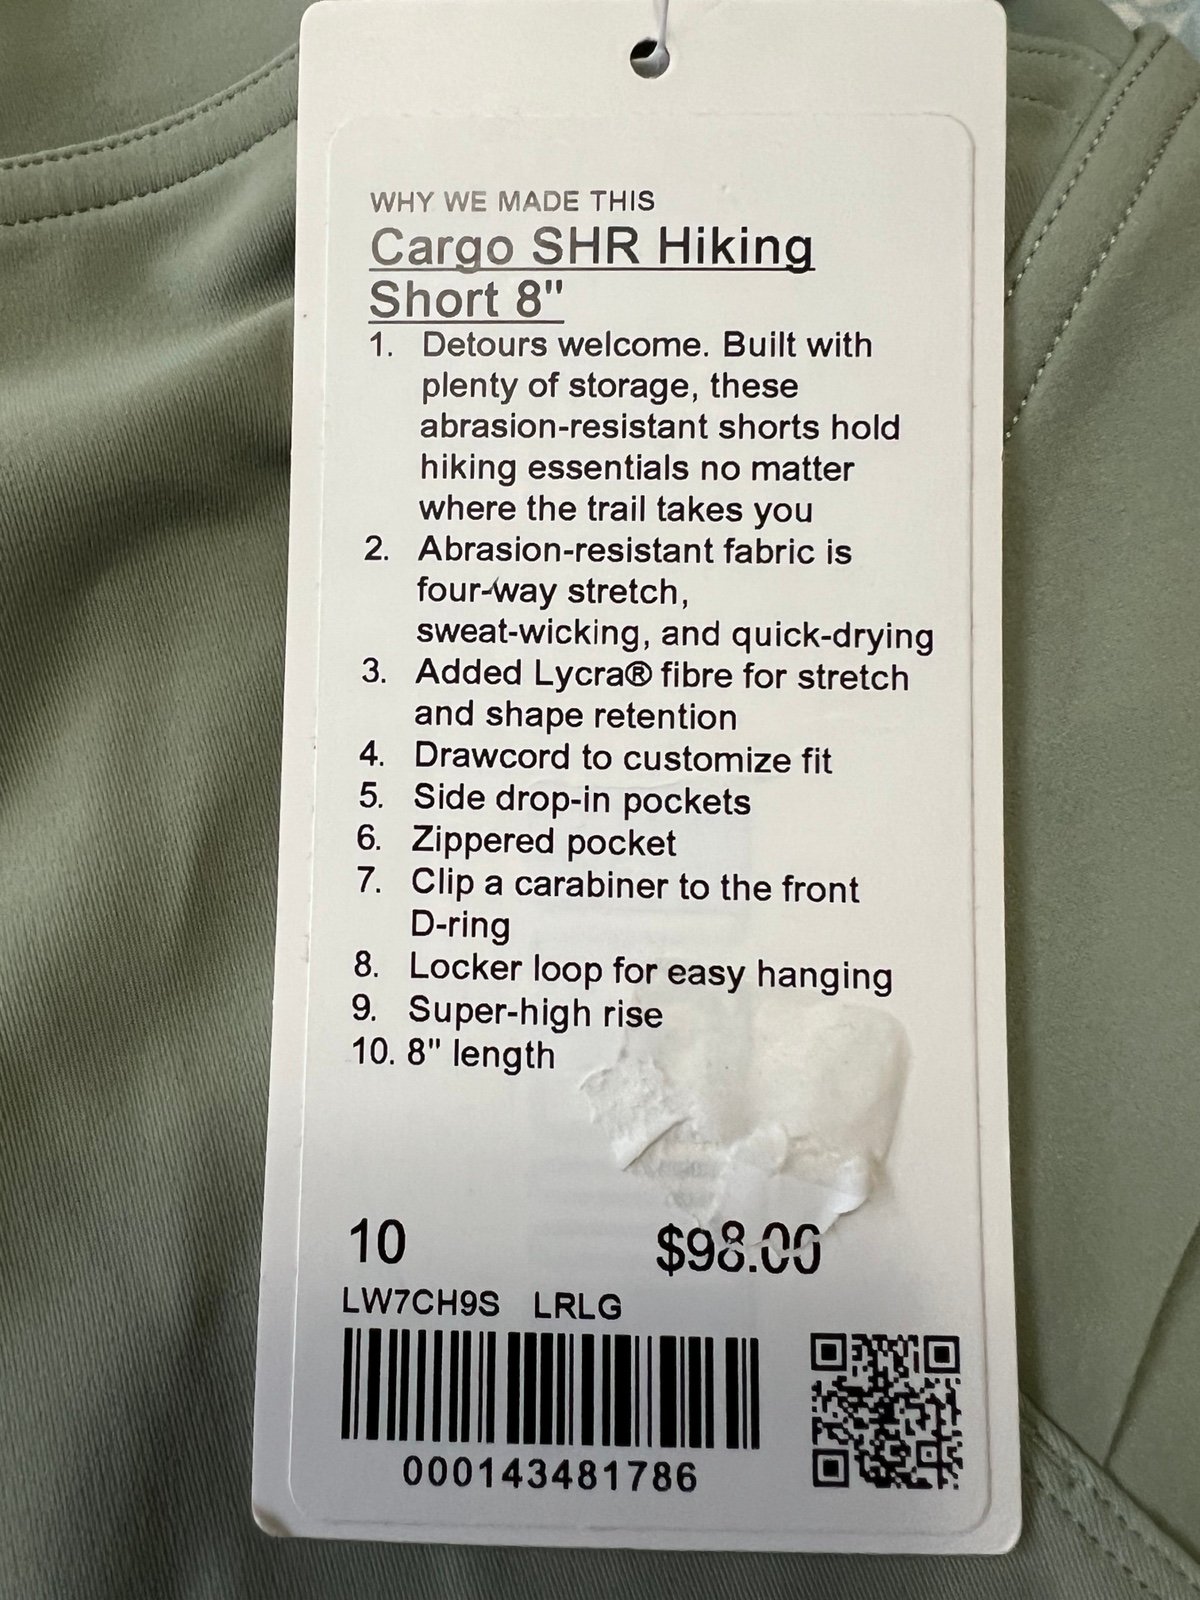 WHY WE MADE THIS
Cargo SHR Hiking
Short 8"
1. Detours welcome. Built with
plenty of storage, these
abrasion-resistant shorts hold
hiking essentials no matter
where the trail takes you
2. Abrasion-resistant fabric is
four-way stretch,
sweat-wicking, and quick-drying
3. Added Lycra® fibre for stretch
and shape retention
4. Drawcord to customize fit
5. Side drop-in pockets
6. Zippered pocket
7. Clip a carabiner to the front
D-ring
8. Locker loop for easy hanging
9. Super-high rise
10. 8" length
10 $98.00
LW7CH9S LRLG
000143481786